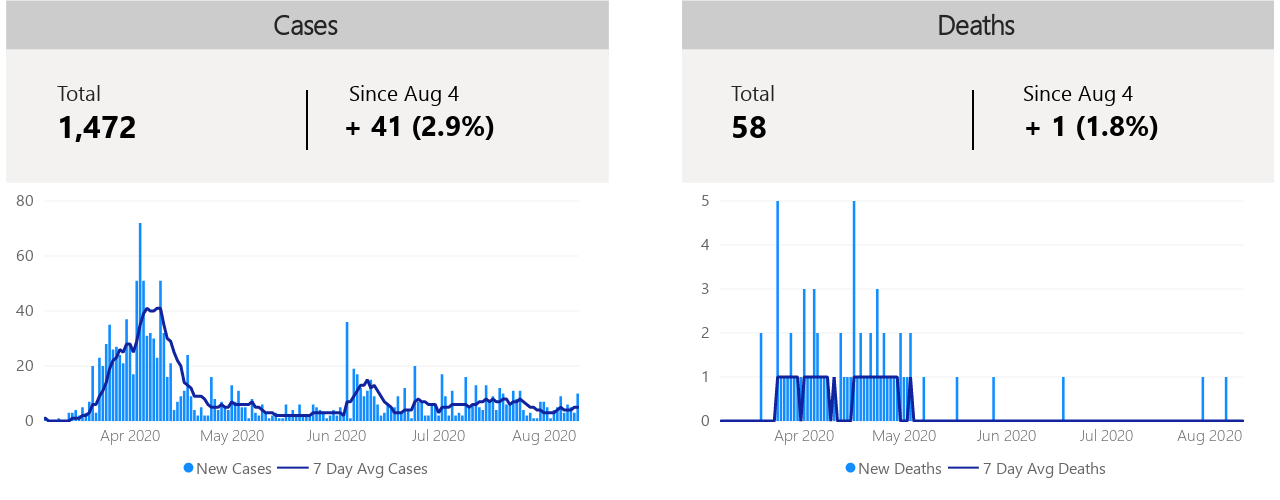 Cases
Total
Since Aug 4
1,472
+ 41 (2.9%)
80
60
40
20
0
Apr 2020
May 2020
Jun 2020
Jul 2020
Aug 2020
New Cases
7 Day Avg Cases
Deaths
Total
Since Aug 4
58
+ 1 (1.8%)
5
4
3
2
1
0
Apr 2020
May 2020
Jun 2020
Jul 2020
Aug 2020
New Deaths
7 Day Avg Deaths